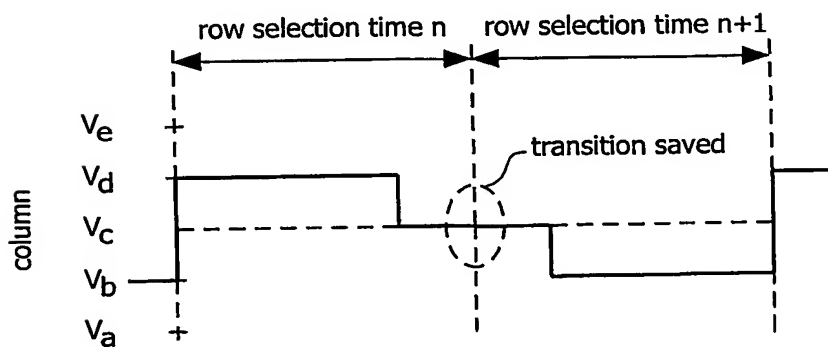 row selection time n row selection time n+1
Ve
transition saved
Vd
Vc
Vb
Va
column